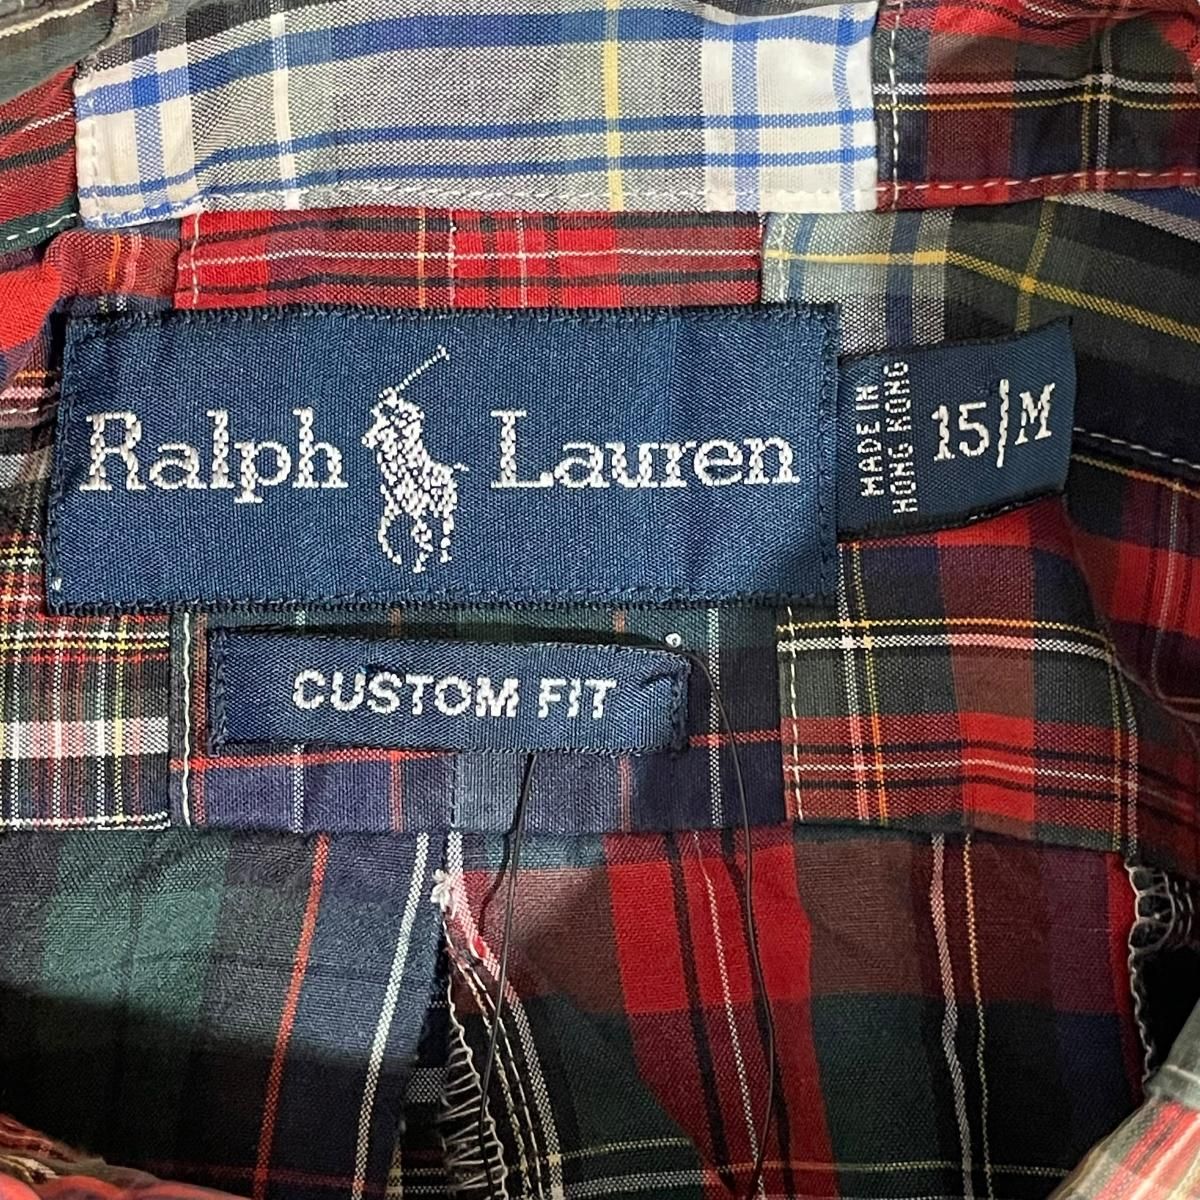 Ralph Lauren
MADE IN
HONG KONG
15|M
CUSTOM FIT